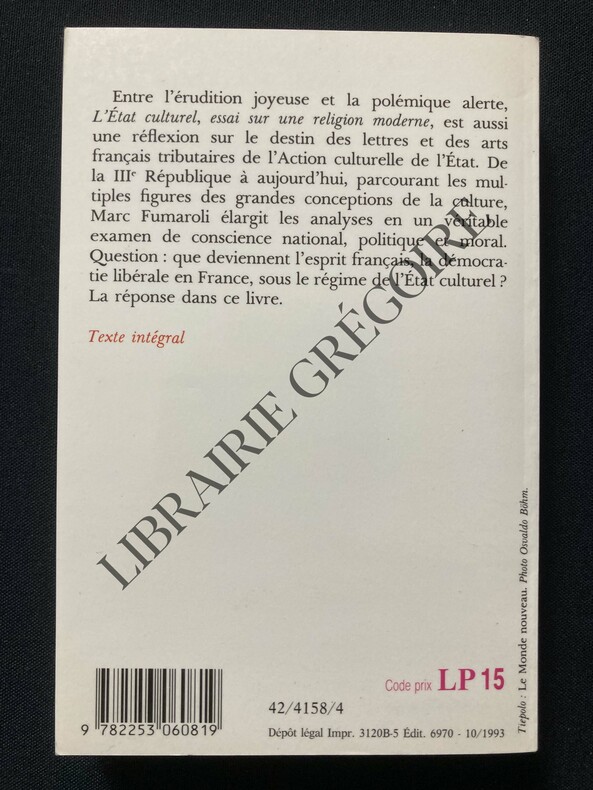 Entre l'érudition joyeuse et la polémique alerte,
L'État culturel, essai sur une religion moderne, est aussi
une réflexion sur le destin des lettres et des arts
français tributaires de l'Action culturelle de l'État. De
la IIIe République à aujourd'hui, parcourant les mul-
tiples figures des grandes conceptions de la culture,
Marc Fumaroli élargit les analyses en un véritable
examen de conscience national, politique et moral.
Question : que deviennent l'esprit français, la démocra-
tie libérale en France, sous le régime de l'État culturel ?
La réponse dans ce livre.
Texte intégral
LIBRAIRIE GRÉGOIRE
Tiepolo : Le Monde nouveau. Photo Osvaldo Böhm.
Code prix LP 15
42/4158/4
9 782253 060819
Dépôt légal Impr. 3120B-5 Édit. 6970 - 10/1993